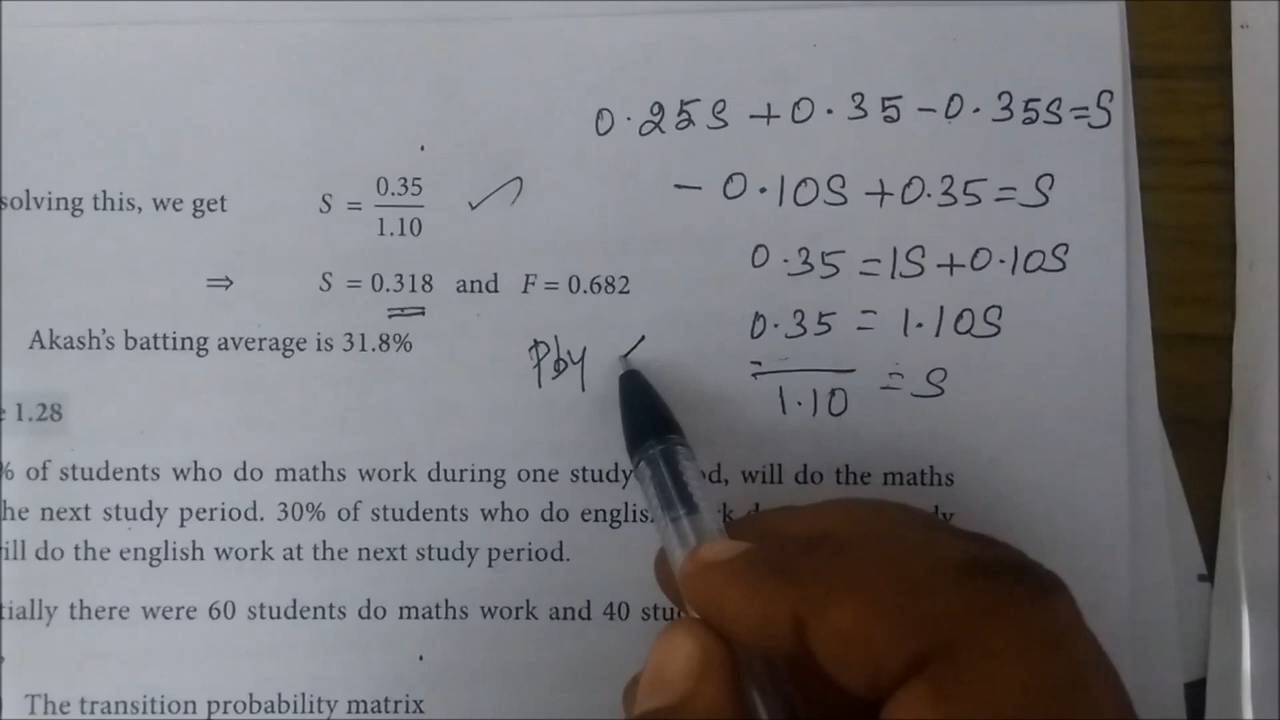 0.25S + 0.35 - 0.35S = S
- 0.10S + 0.35 = S
solving this, we get S = 0.35 / 1.10
0.35 = 1S + 0.10S
⇒ S = 0.318 and F = 0.682
0.35 = 1.10S
Akash's batting average is 31.8%
Pby
1.10 = S
1.28
% of students who do maths work during one study will do the maths
he next study period. 30% of students who do
ill do the english work at the next study period.
tially there were 60 students do maths work and 40
The transition probability matrix